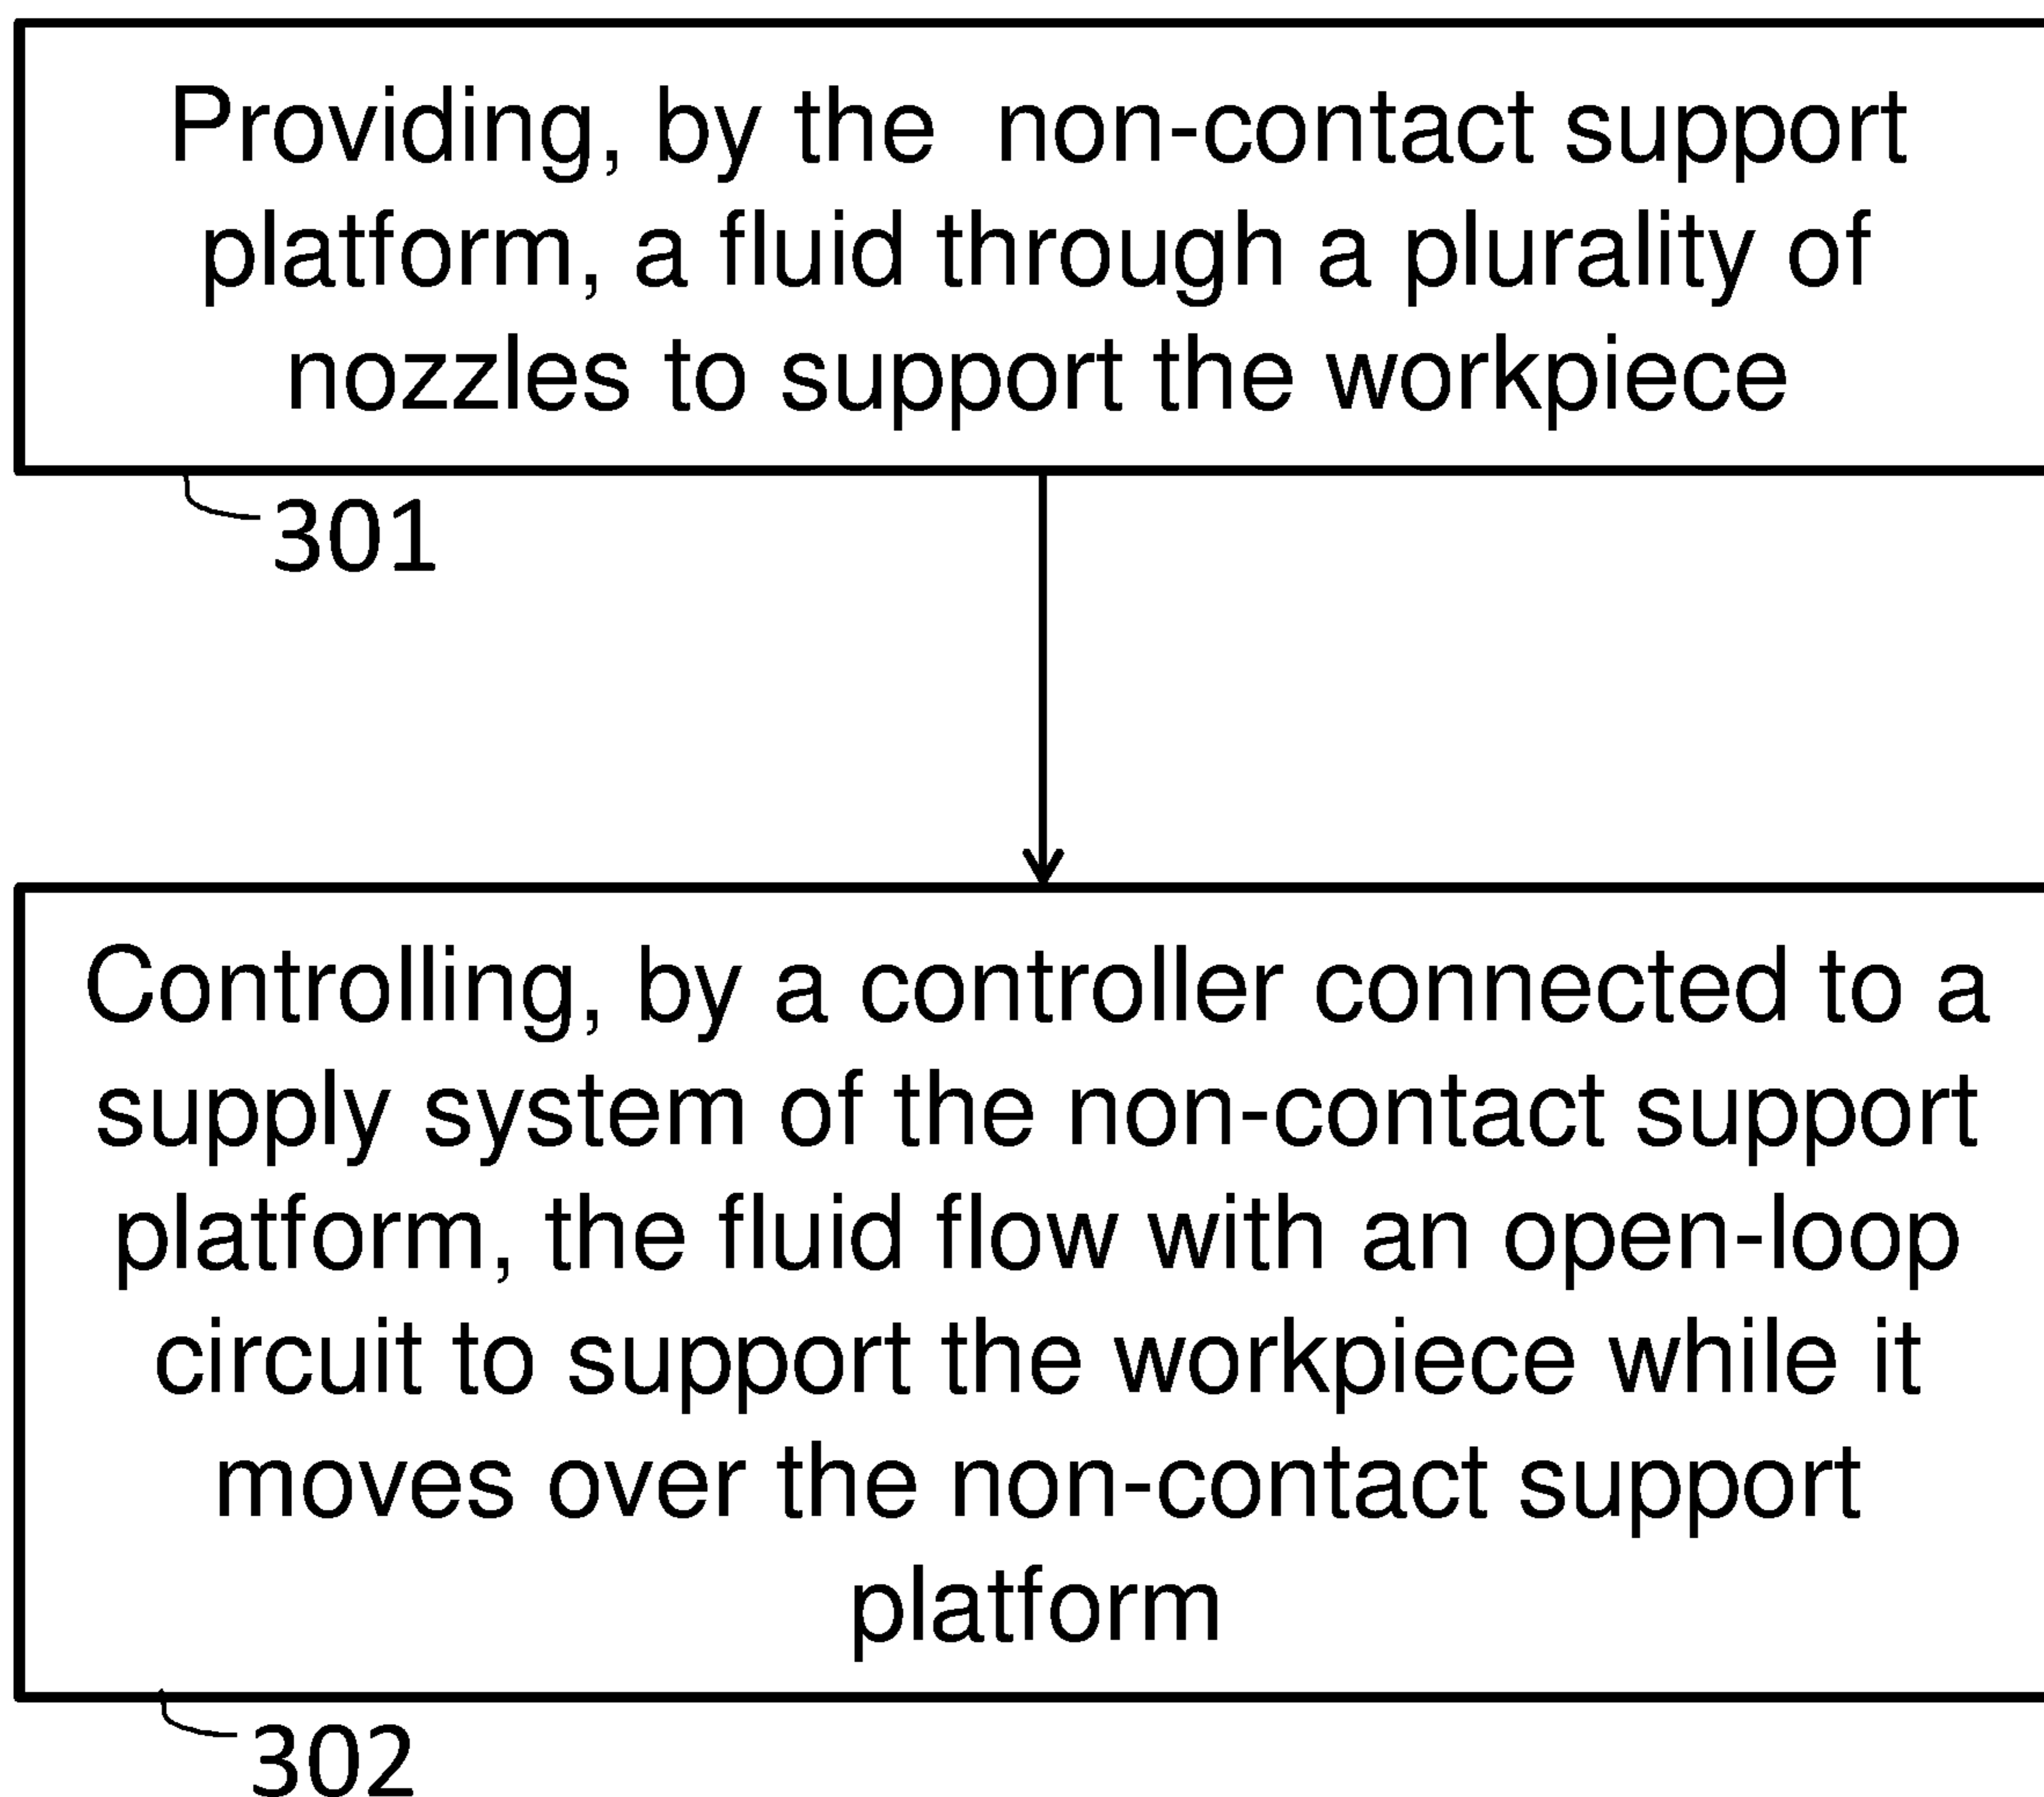 Providing, by the non-contact support
platform, a fluid through a plurality of
nozzles to support the workpiece
301
Controlling, by a controller connected to a
supply system of the non-contact support
platform, the fluid flow with an open-loop
circuit to support the workpiece while it
moves over the non-contact support
platform
302